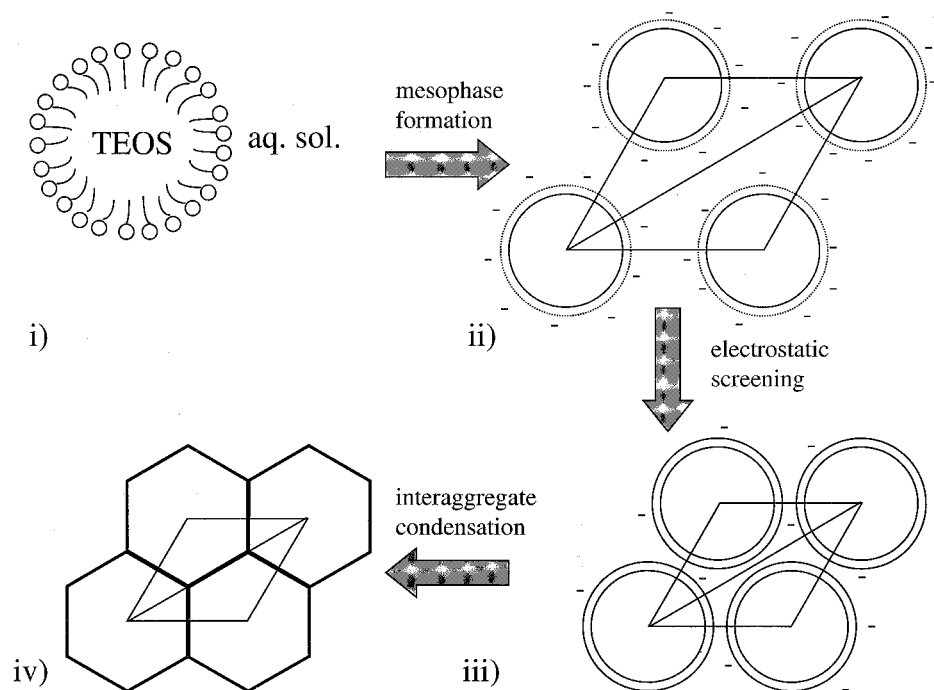 TEOS
aq. sol.
mesophase
formation
i)
ii)
electrostatic
screening
interaggregate
condensation
iv)
iii)